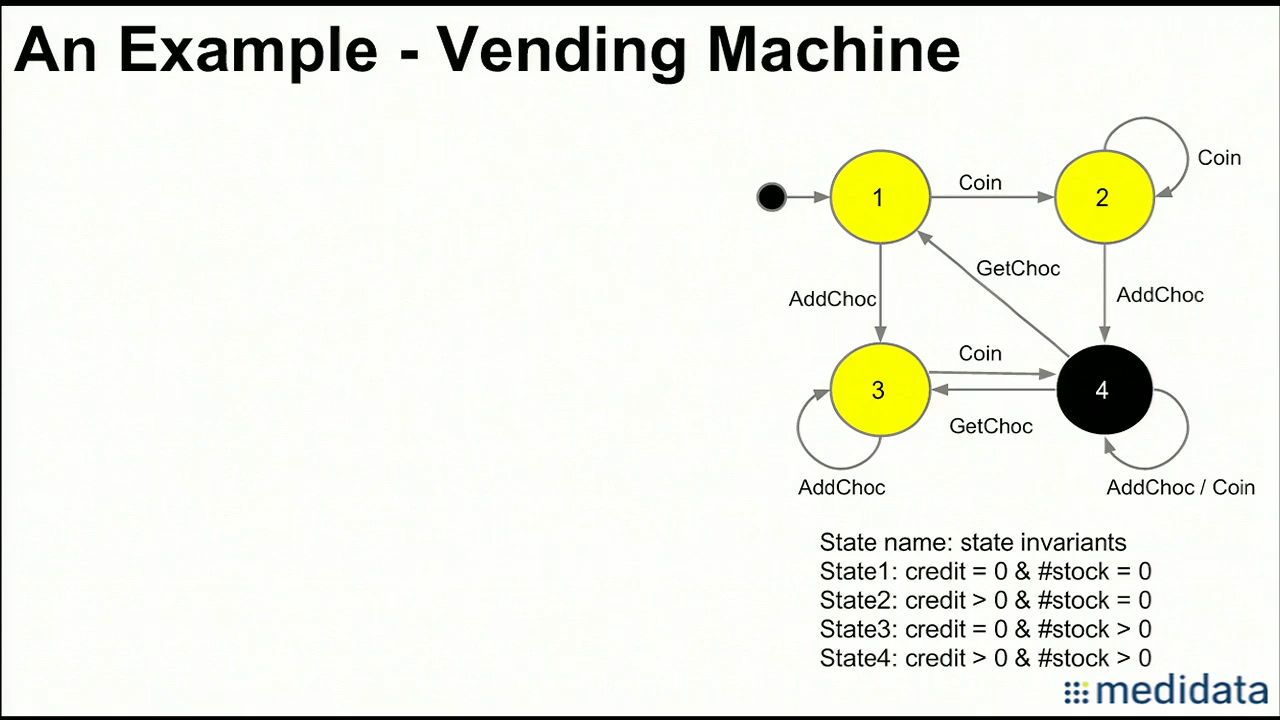 An Example - Vending Machine
Coin
1
Coin
2
GetChoc
AddChoc
AddChoc
Coin
3
4
GetChoc
AddChoc
AddChoc / Coin
State name: state invariants
State1: credit = 0 & #stock = 0
State2: credit > 0 & #stock = 0
State3: credit = 0 & #stock > 0
State4: credit > 0 & #stock > 0
medidata